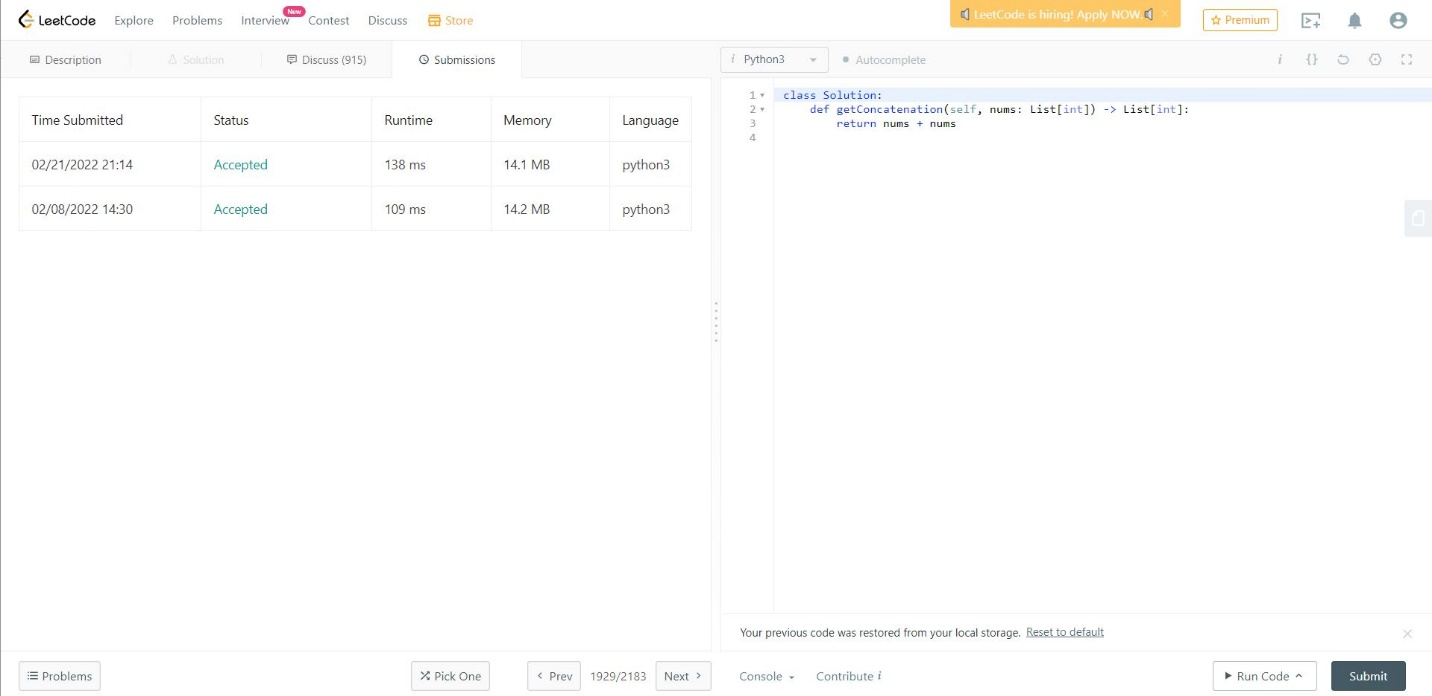 LeetCode Explore Problems Interview New Contest Discuss Store LeetCode is hiring! Apply NOW. × Premium
Description Solution Discuss (915) Submissions
i Python3 Autocomplete i {}
Time Submitted Status Runtime Memory Language
02/21/2022 21:14 Accepted 138 ms 14.1 MB python3
02/08/2022 14:30 Accepted 109 ms 14.2 MB python3
1 class Solution:
2 def getConcatenation(self, nums: List[int]) -> List[int]:
3 return nums + nums
4
Your previous code was restored from your local storage. Reset to default ×
Problems Pick One < Prev 1929/2183 Next > Console Contribute i Run Code Submit